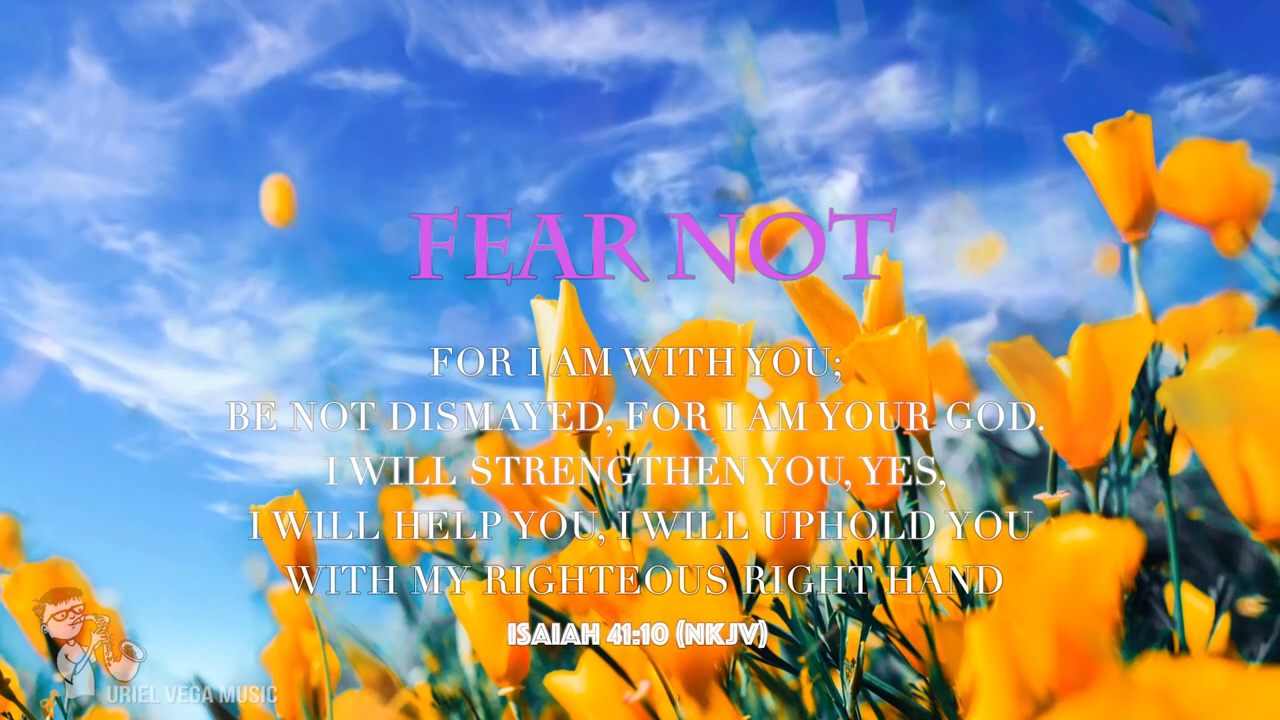 FEAR NOT
FOR I AM WITH YOU;
BE NOT DISMAYED, FOR I AM YOUR GOD.
I WILL STRENGTHEN YOU, YES,
I WILL HELP YOU, I WILL UPHOLD YOU
WITH MY RIGHTEOUS RIGHT HAND
ISAIAH 41:10 (NKJV)
URIEL VEGA MUSIC